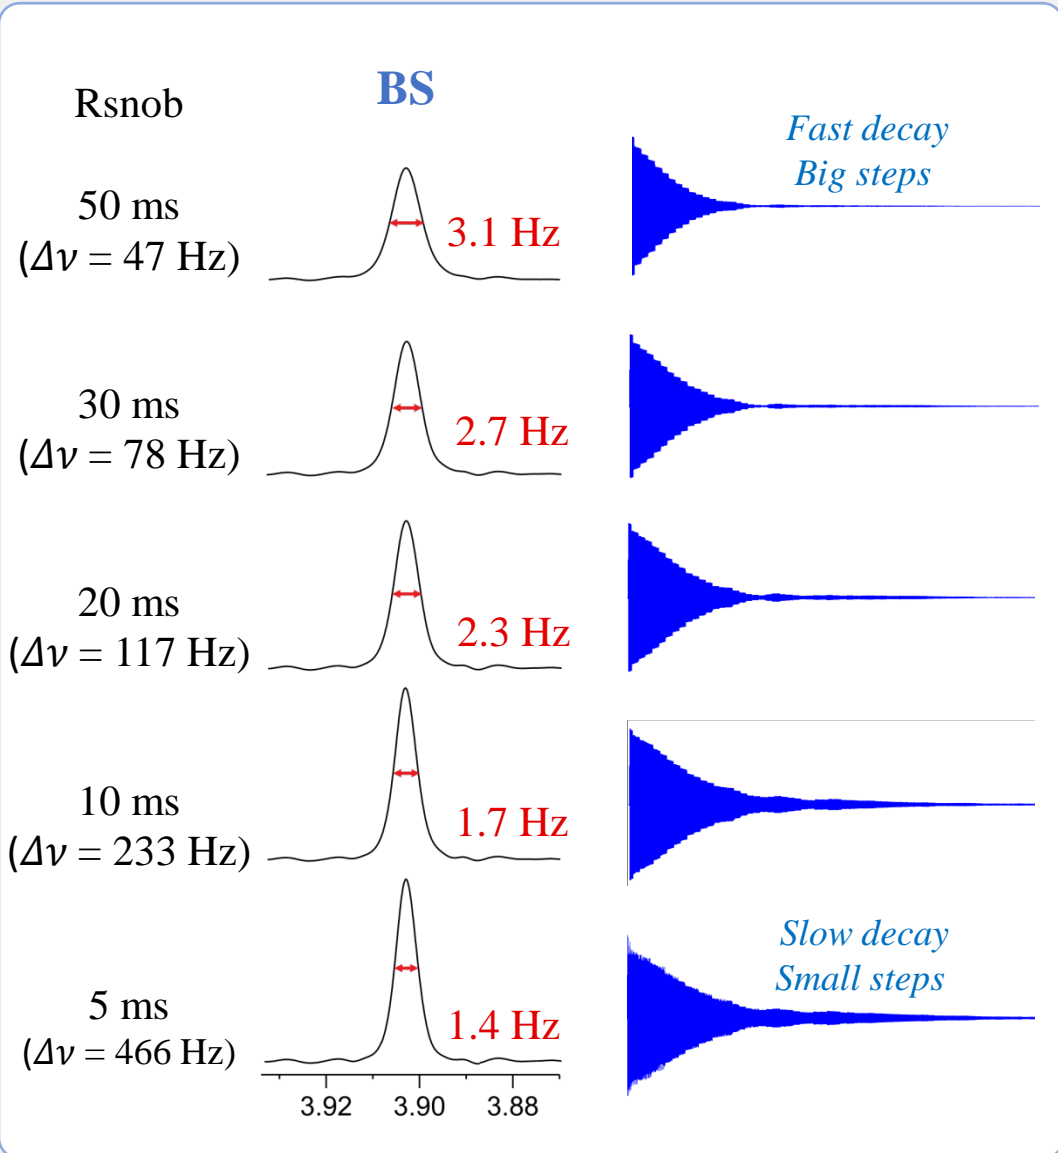 Rsnob
BS
Fast decay
Big steps
50 ms
(Δν = 47 Hz)
3.1 Hz
30 ms
(Δν = 78 Hz)
2.7 Hz
20 ms
(Δν = 117 Hz)
2.3 Hz
10 ms
(Δν = 233 Hz)
1.7 Hz
Slow decay
Small steps
5 ms
(Δν = 466 Hz)
1.4 Hz
3.92 3.90 3.88